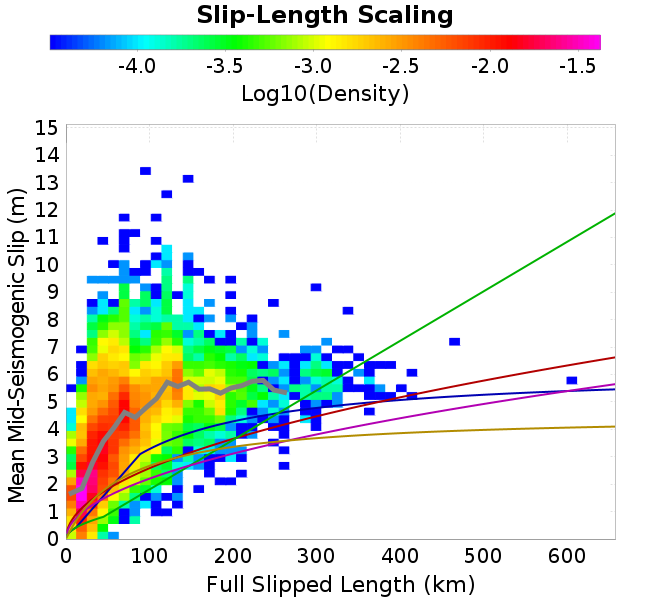 Slip-Length Scaling
-4.0 -3.5 -3.0 -2.5 -2.0 -1.5
Log10(Density)
Mean Mid-Seismogenic Slip (m)
15
14
13
12
11
10
9
8
7
6
5
4
3
2
1
0
0 100 200 300 400 500 600
Full Slipped Length (km)